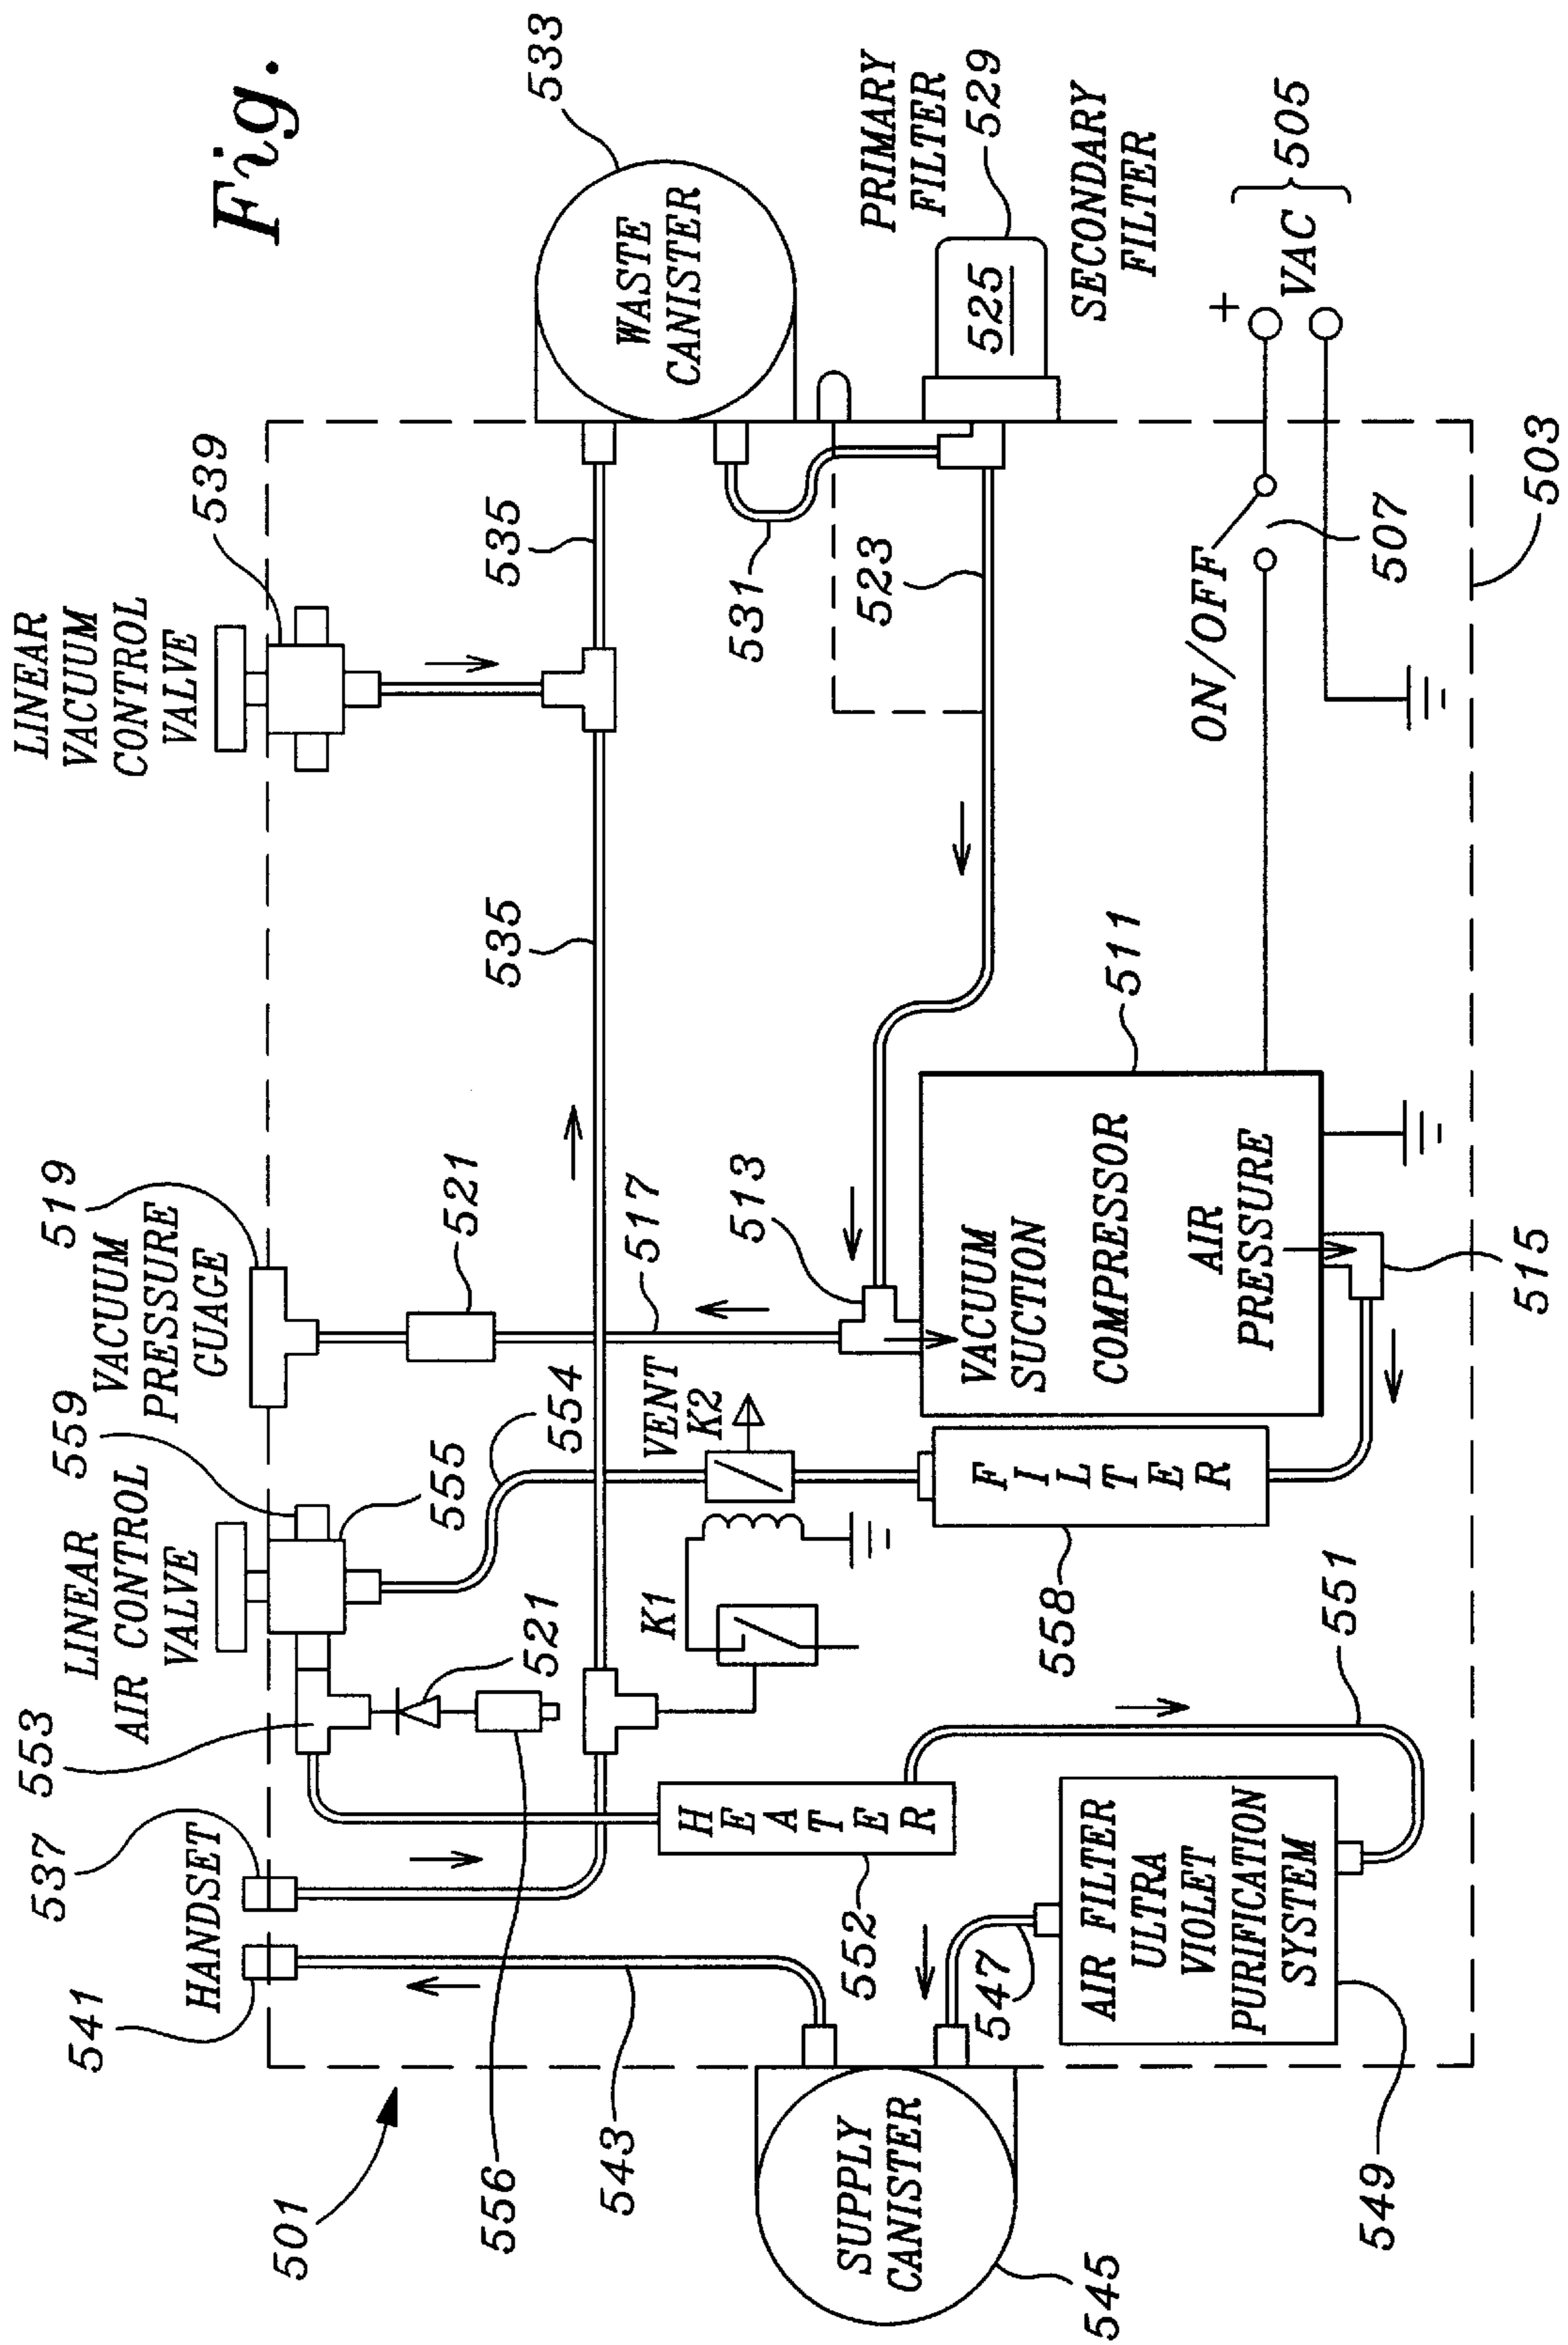 Fig.
LINEAR
VACUUM
CONTROL
VALVE
539
533
WASTE
CANISTER
PRIMARY
FILTER
529
525
SECONDARY
FILTER
+
VAC
505
535
531
523
ON/OFF
507
503
535
519
VACUUM
PRESSURE
GUAGE
521
517
513
511
VACUUM
SUCTION
COMPRESSOR
AIR
PRESSURE
515
559
LINEAR
AIR CONTROL
VALVE
555
554
VENT
K2
FILTER
558
553
521
K1
551
537
HANDSET
541
HEATER
552
547
AIR FILTER
ULTRA
VIOLET
PURIFICATION
SYSTEM
549
501
556
543
SUPPLY
CANISTER
545